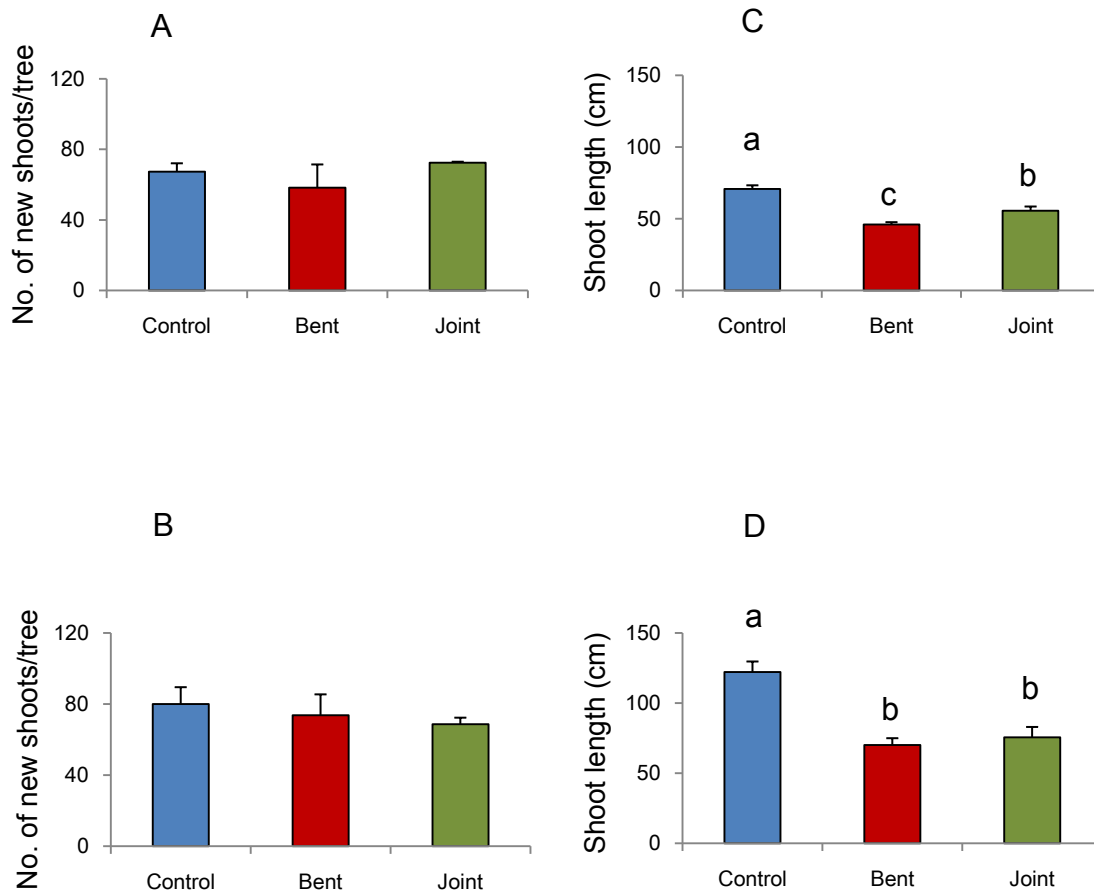 A
No. of new shoots/tree
120
80
40
0
Control Bent Joint
C
Shoot length (cm)
150
100
50
0
a
c
b
Control Bent Joint
B
No. of new shoots/tree
120
80
40
0
Control Bent Joint
D
Shoot length (cm)
150
100
50
0
a
b
b
Control Bent Joint